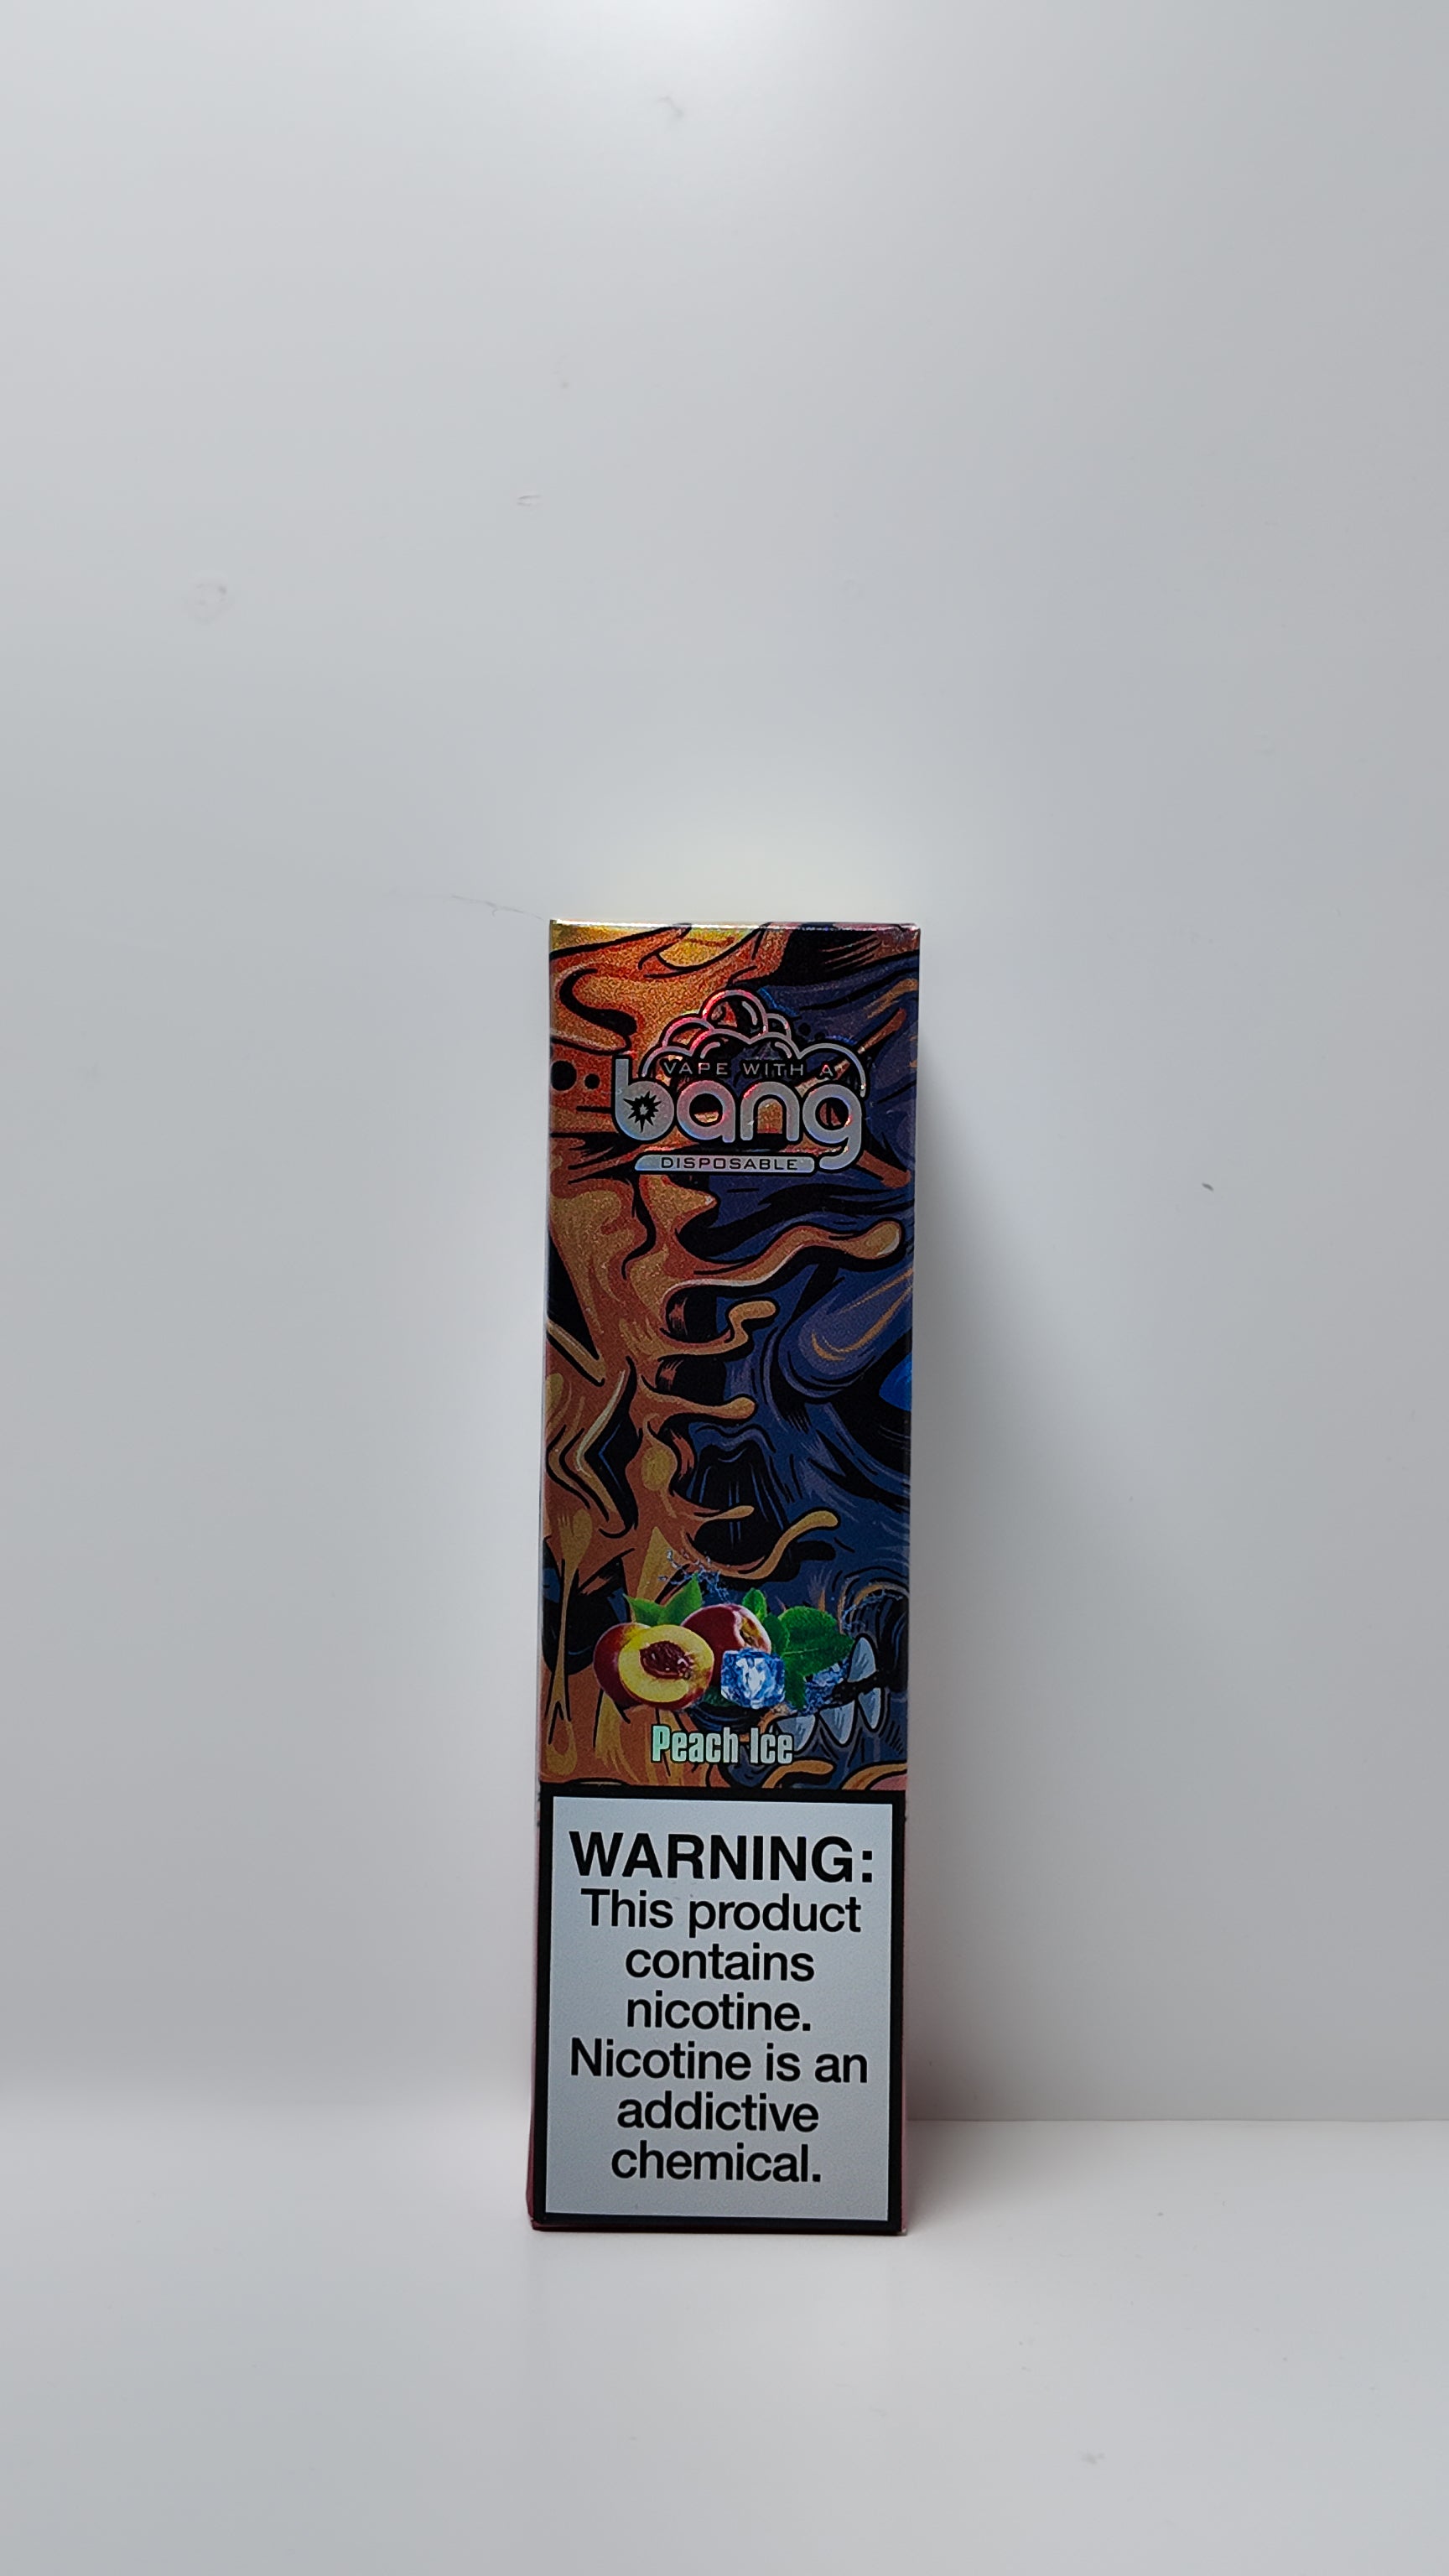 VAPE WITH A
bang
DISPOSABLE
Peach Ice
WARNING:
This product
contains
nicotine.
Nicotine is an
addictive
chemical.